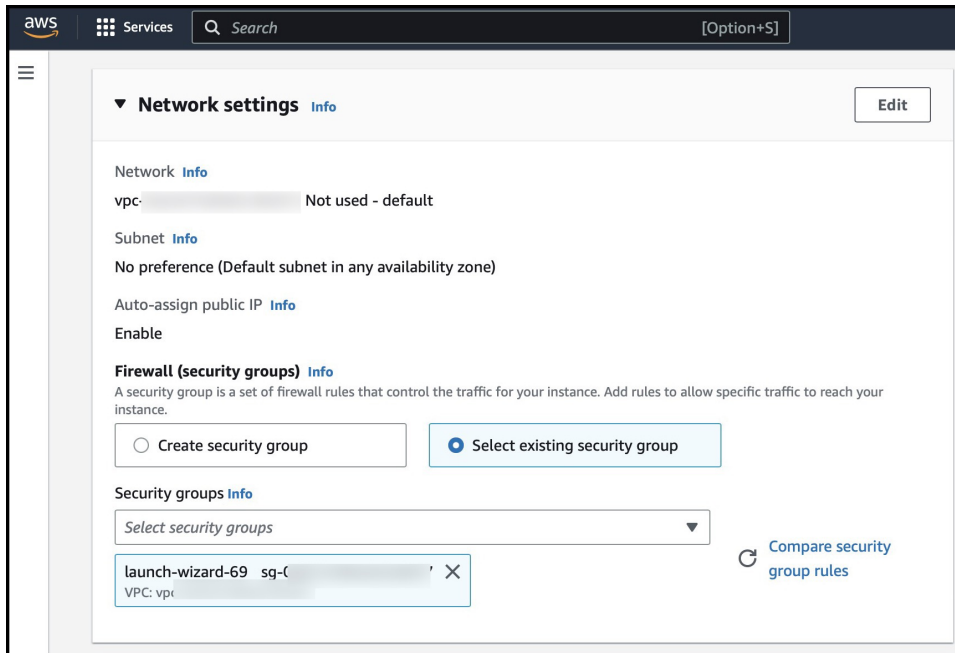 aws Services Search [Option+S]
Network settings Info Edit
Network Info
vpc- Not used - default
Subnet Info
No preference (Default subnet in any availability zone)
Auto-assign public IP Info
Enable
Firewall (security groups) Info
A security group is a set of firewall rules that control the traffic for your instance. Add rules to allow specific traffic to reach your
instance.
Create security group Select existing security group
Security groups Info
Select security groups
Compare security
group rules
launch-wizard-69 sg-
VPC: vpc